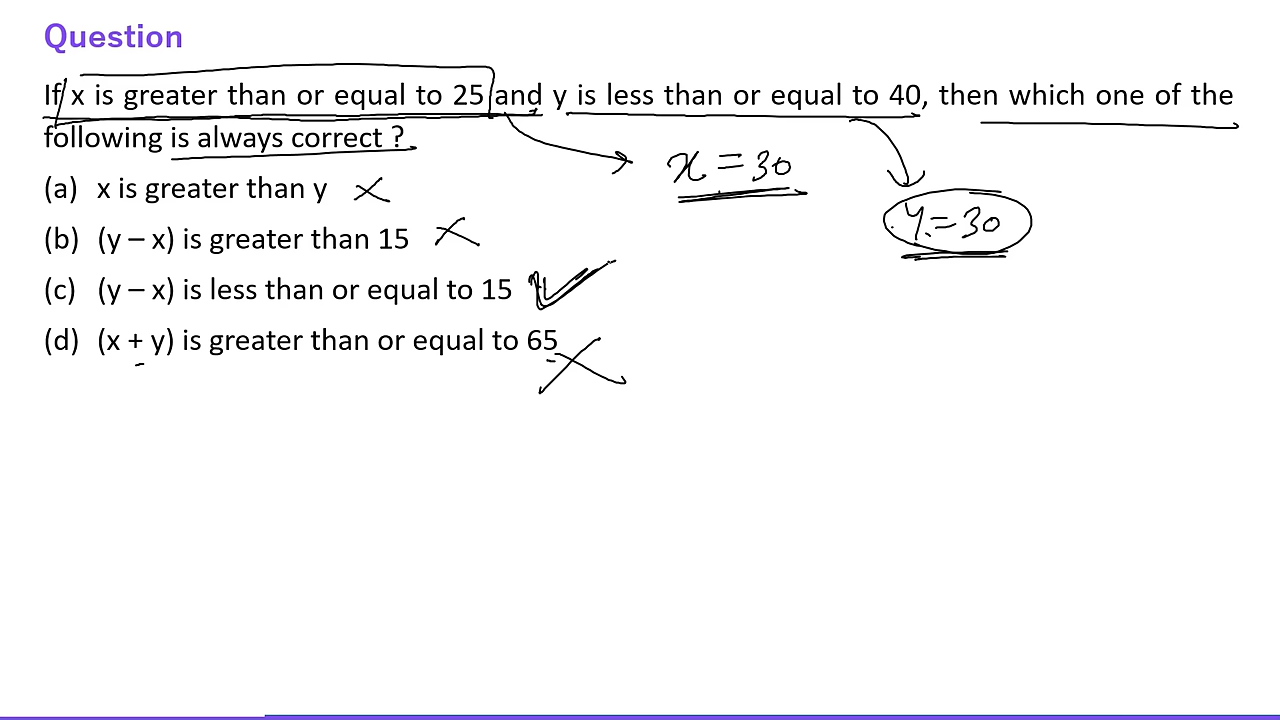 Question
If x is greater than or equal to 25 and y is less than or equal to 40, then which one of the
following is always correct ?
x = 30
(a) x is greater than y
y = 30
(b) (y – x) is greater than 15
(c) (y – x) is less than or equal to 15
(d) (x + y) is greater than or equal to 65